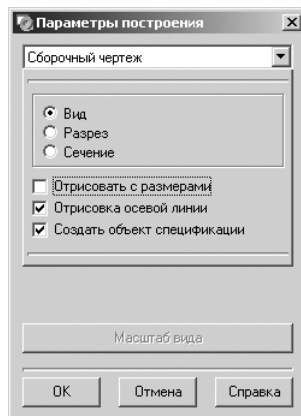 Параметры построения
Сборочный чертеж
Вид
Разрез
Сечение
Отрисовать с размерами
Отрисовка осевой линии
Создать объект спецификации
Масштаб вида
OK
Отмена
Справка